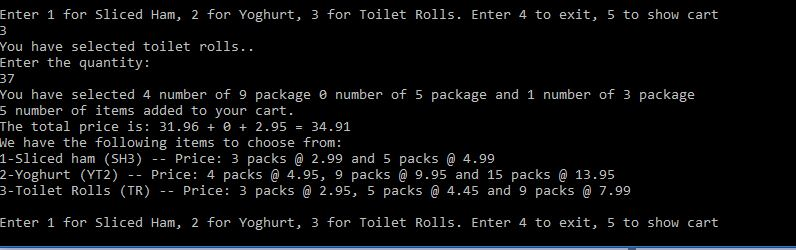 Enter 1 for Sliced Ham, 2 for Yoghurt, 3 for Toilet Rolls. Enter 4 to exit, 5 to show cart
3
You have selected toilet rolls..
Enter the quantity:
37
You have selected 4 number of 9 package 0 number of 5 package and 1 number of 3 package
5 number of items added to your cart.
The total price is: 31.96 + 0 + 2.95 = 34.91
We have the following items to choose from:
1-Sliced ham (SH3) -- Price: 3 packs @ 2.99 and 5 packs @ 4.99
2-Yoghurt (YT2) -- Price: 4 packs @ 4.95, 9 packs @ 9.95 and 15 packs @ 13.95
3-Toilet Rolls (TR) -- Price: 3 packs @ 2.95, 5 packs @ 4.45 and 9 packs @ 7.99
Enter 1 for Sliced Ham, 2 for Yoghurt, 3 for Toilet Rolls. Enter 4 to exit, 5 to show cart